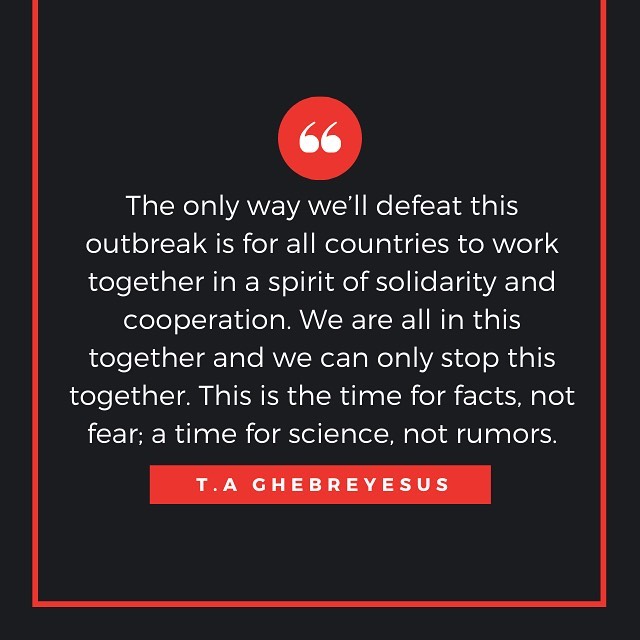 “
The only way we’ll defeat this
outbreak is for all countries to work
together in a spirit of solidarity and
cooperation. We are all in this
together and we can only stop this
together. This is the time for facts, not
fear; a time for science, not rumors.
T.A GHEBREYESUS